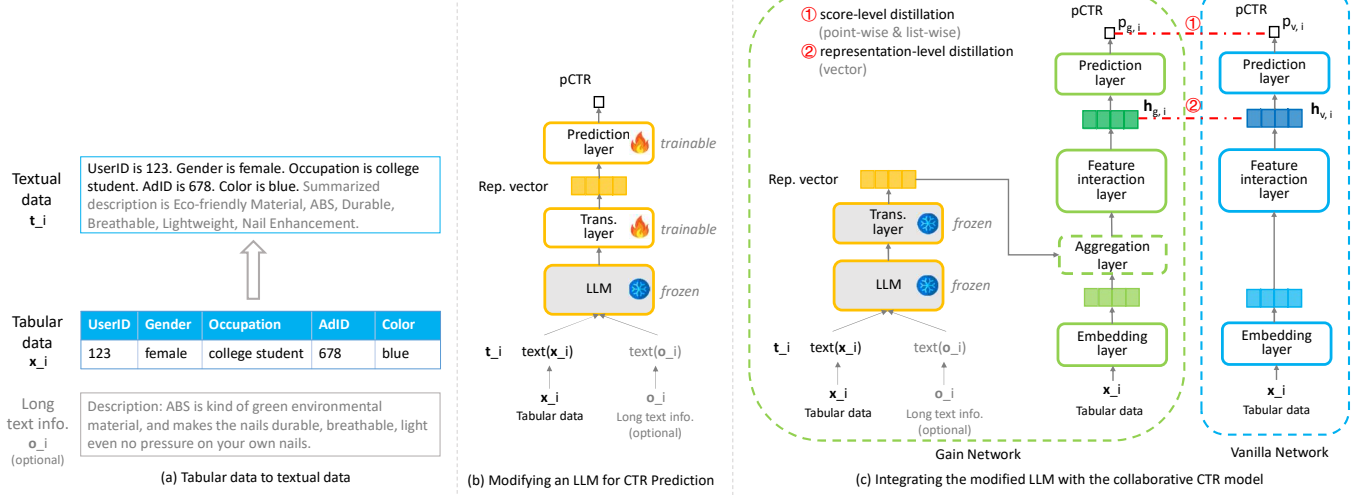 Textual
data
t_i
UserID is 123. Gender is female. Occupation is college
student. AdID is 678. Color is blue. Summarized
description is Eco-friendly Material, ABS, Durable,
Breathable, Lightweight, Nail Enhancement.
Tabular
data
x_i
UserID Gender Occupation AdID Color
123 female college student 678 blue
Long
text info.
o_i
(optional)
Description: ABS is kind of green environmental
material, and makes the nails durable, breathable, light
even no pressure on your own nails.
(a) Tabular data to textual data
pCTR
Prediction
layer
trainable
Rep. vector
Trans.
layer
trainable
LLM
frozen
t_i text(x_i) text(o_i)
x_i o_i
Tabular data Long text info.
(optional)
(b) Modifying an LLM for CTR Prediction
① score-level distillation
(point-wise & list-wise)
② representation-level distillation
(vector)
Rep. vector
Trans.
layer
frozen
LLM
frozen
t_i text(x_i) text(o_i)
x_i o_i
Tabular data Long text info.
(optional)
pCTR
p_{g, i}
①
Prediction
layer
h_{g, i}
②
Feature
interaction
layer
Aggregation
layer
Embedding
layer
x_i
Tabular data
Gain Network
pCTR
p_{v, i}
Prediction
layer
h_{v, i}
Feature
interaction
layer
Embedding
layer
x_i
Tabular data
Vanilla Network
(c) Integrating the modified LLM with the collaborative CTR model